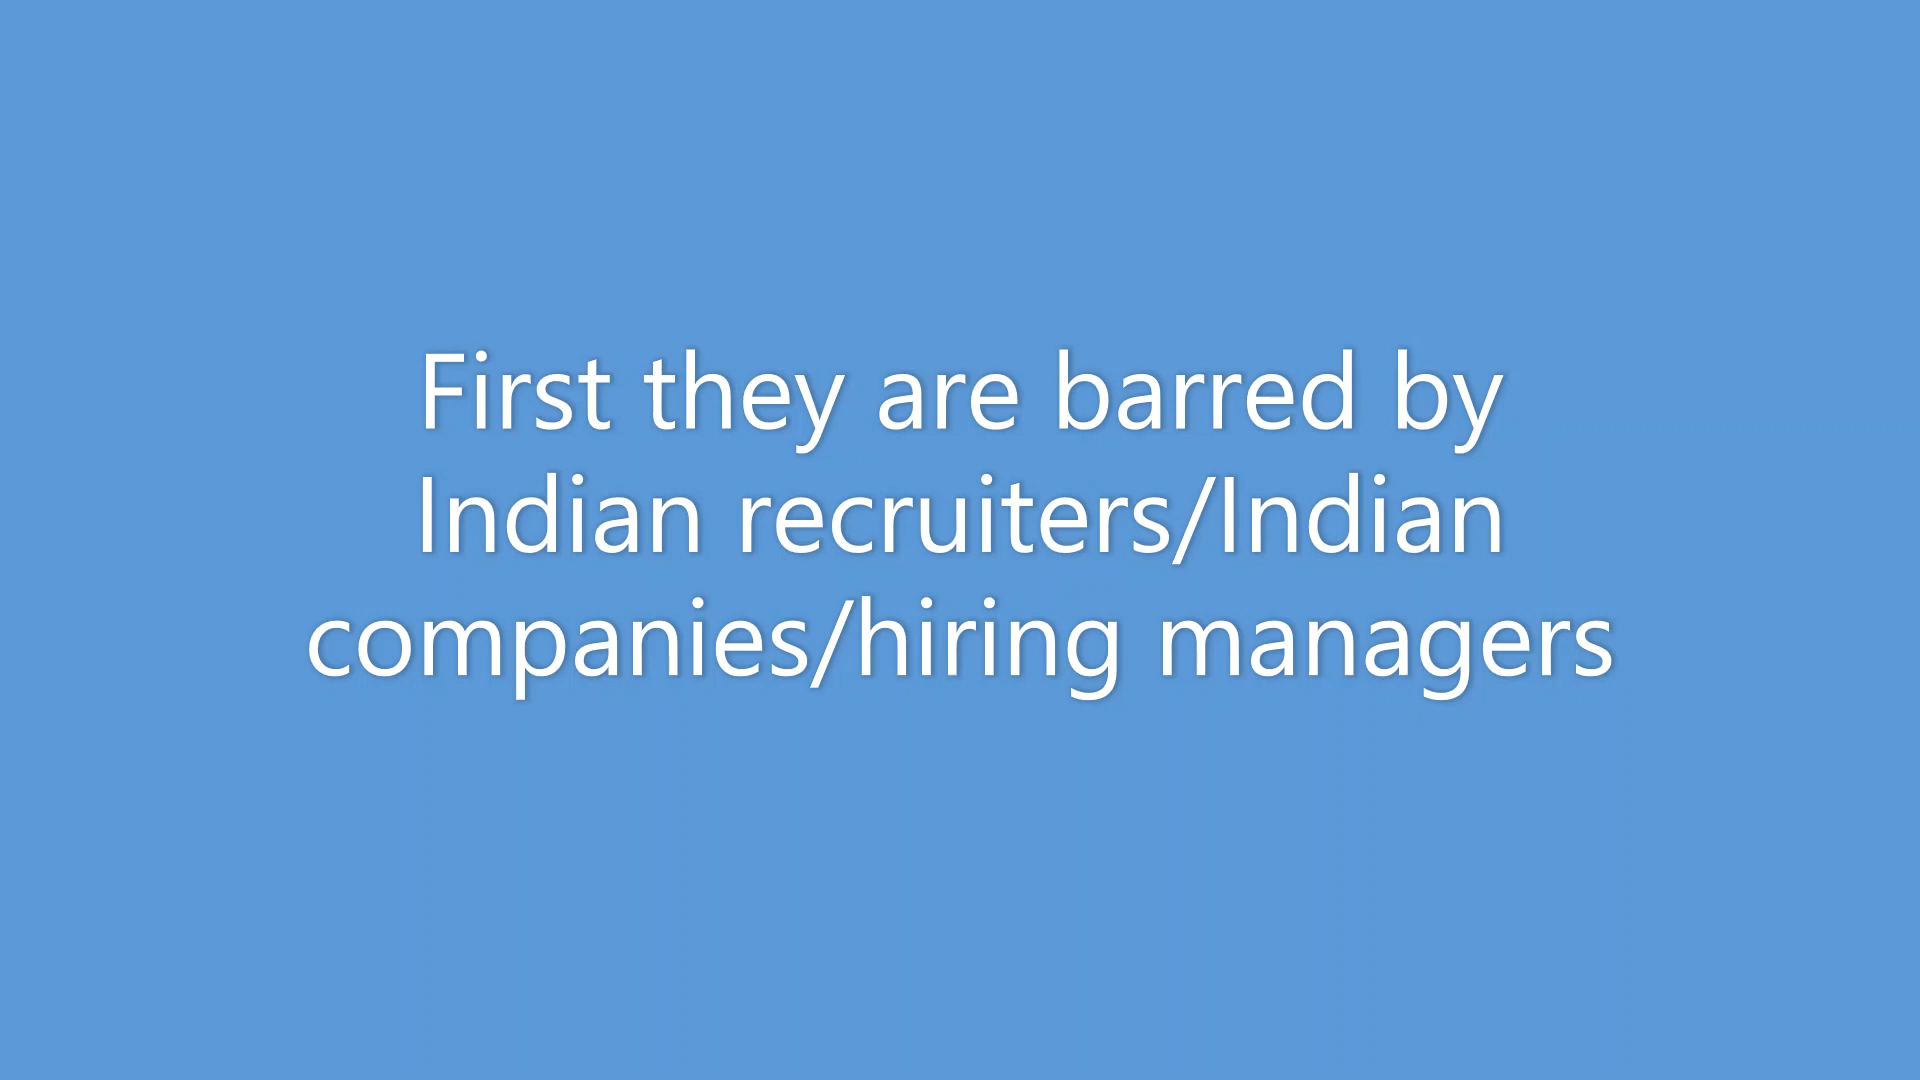 First they are barred by
Indian recruiters/Indian
companies/hiring managers